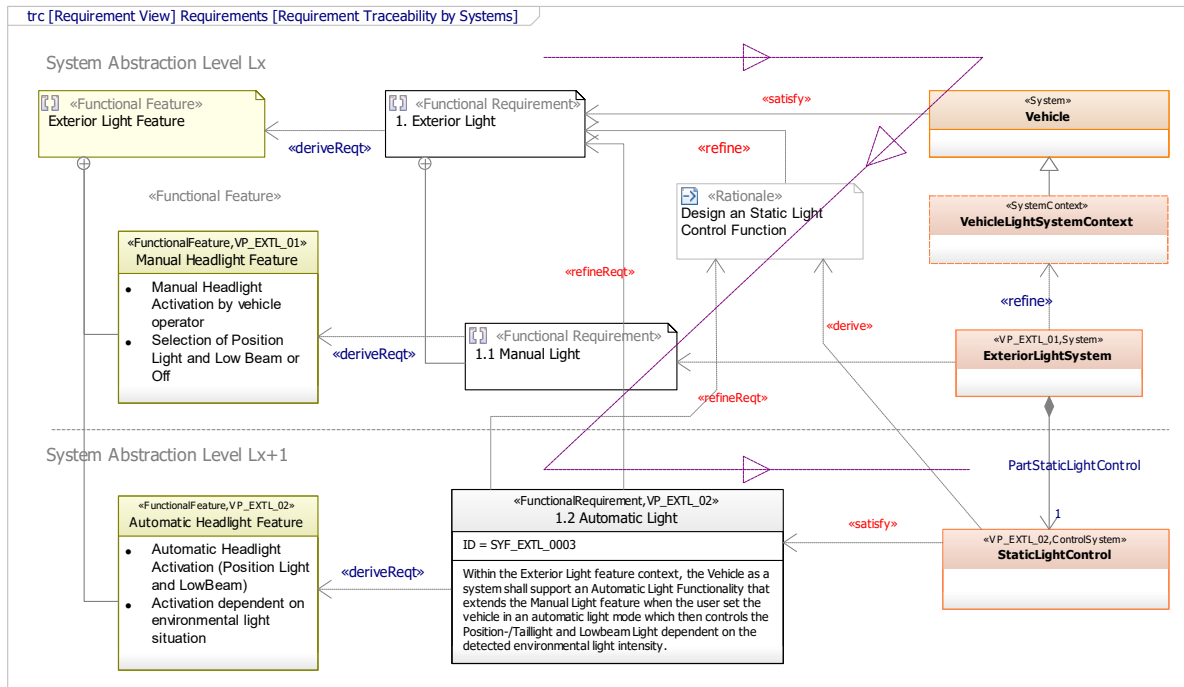 trc [Requirement View] Requirements [Requirement Traceability by Systems]
System Abstraction Level Lx
«Functional Feature»
Exterior Light Feature
«deriveReqt»
«Functional Requirement»
1. Exterior Light
«satisfy»
«System»
Vehicle
«refine»
«Functional Feature»
«Rationale»
Design an Static Light
Control Function
«SystemContext»
VehicleLightSystemContext
«FunctionalFeature,VP_EXTL_01»
Manual Headlight Feature
• Manual Headlight
Activation by vehicle
operator
• Selection of Position
Light and Low Beam or
Off
«refineReqt»
«refine»
«deriveReqt»
«Functional Requirement»
1.1 Manual Light
«derive»
«VP_EXTL_01,System»
ExteriorLightSystem
«refineReqt»
System Abstraction Level Lx+1
PartStaticLightControl
1
«FunctionalFeature,VP_EXTL_02»
Automatic Headlight Feature
• Automatic Headlight
Activation (Position Light
and LowBeam)
• Activation dependent on
environmental light
situation
«deriveReqt»
«FunctionalRequirement,VP_EXTL_02»
1.2 Automatic Light
ID = SYF_EXTL_0003
Within the Exterior Light feature context, the Vehicle as a
system shall support an Automatic Light Functionality that
extends the Manual Light feature when the user set the
vehicle in an automatic light mode which then controls the
Position-/Taillight and Lowbeam Light dependent on the
detected environmental light intensity.
«satisfy»
«VP_EXTL_02,ControlSystem»
StaticLightControl